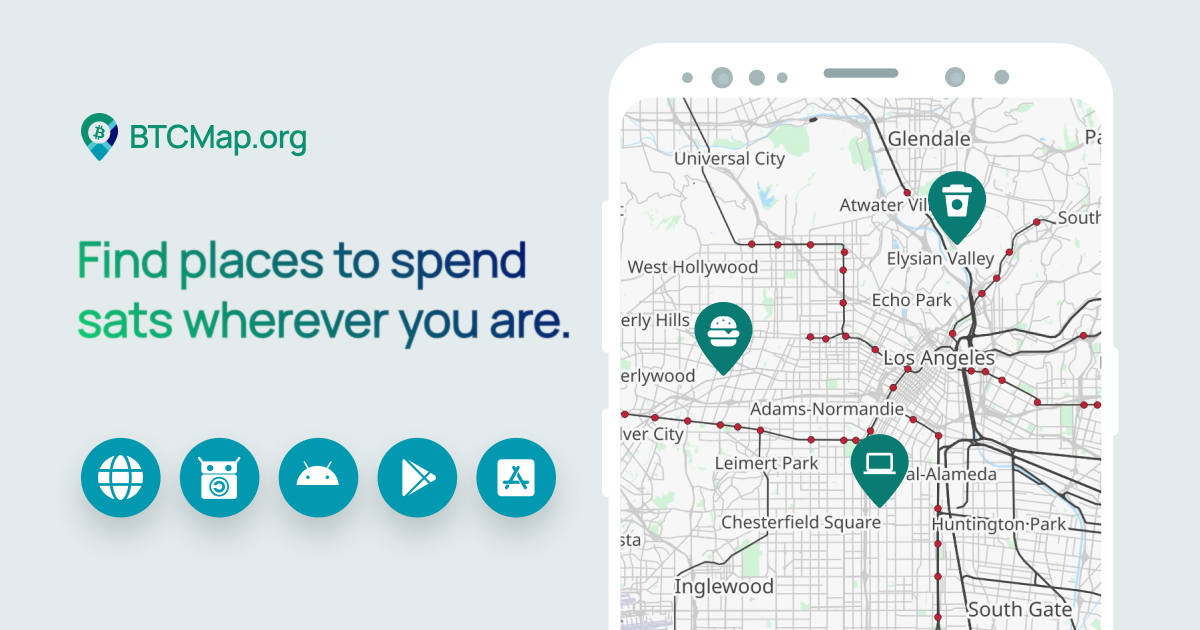 BTCMap.org
Find places to spend
sats wherever you are.
Glendale
Pa
Universal City
Atwater Vill
South
West Hollywood
Elysian Valley
Echo Park
erly Hills
Los Angeles
erlywood
Adams-Normandie
lver City
Leimert Park
al-Alameda
Chesterfield Square
Huntington Park
sta
Inglewood
South Gate